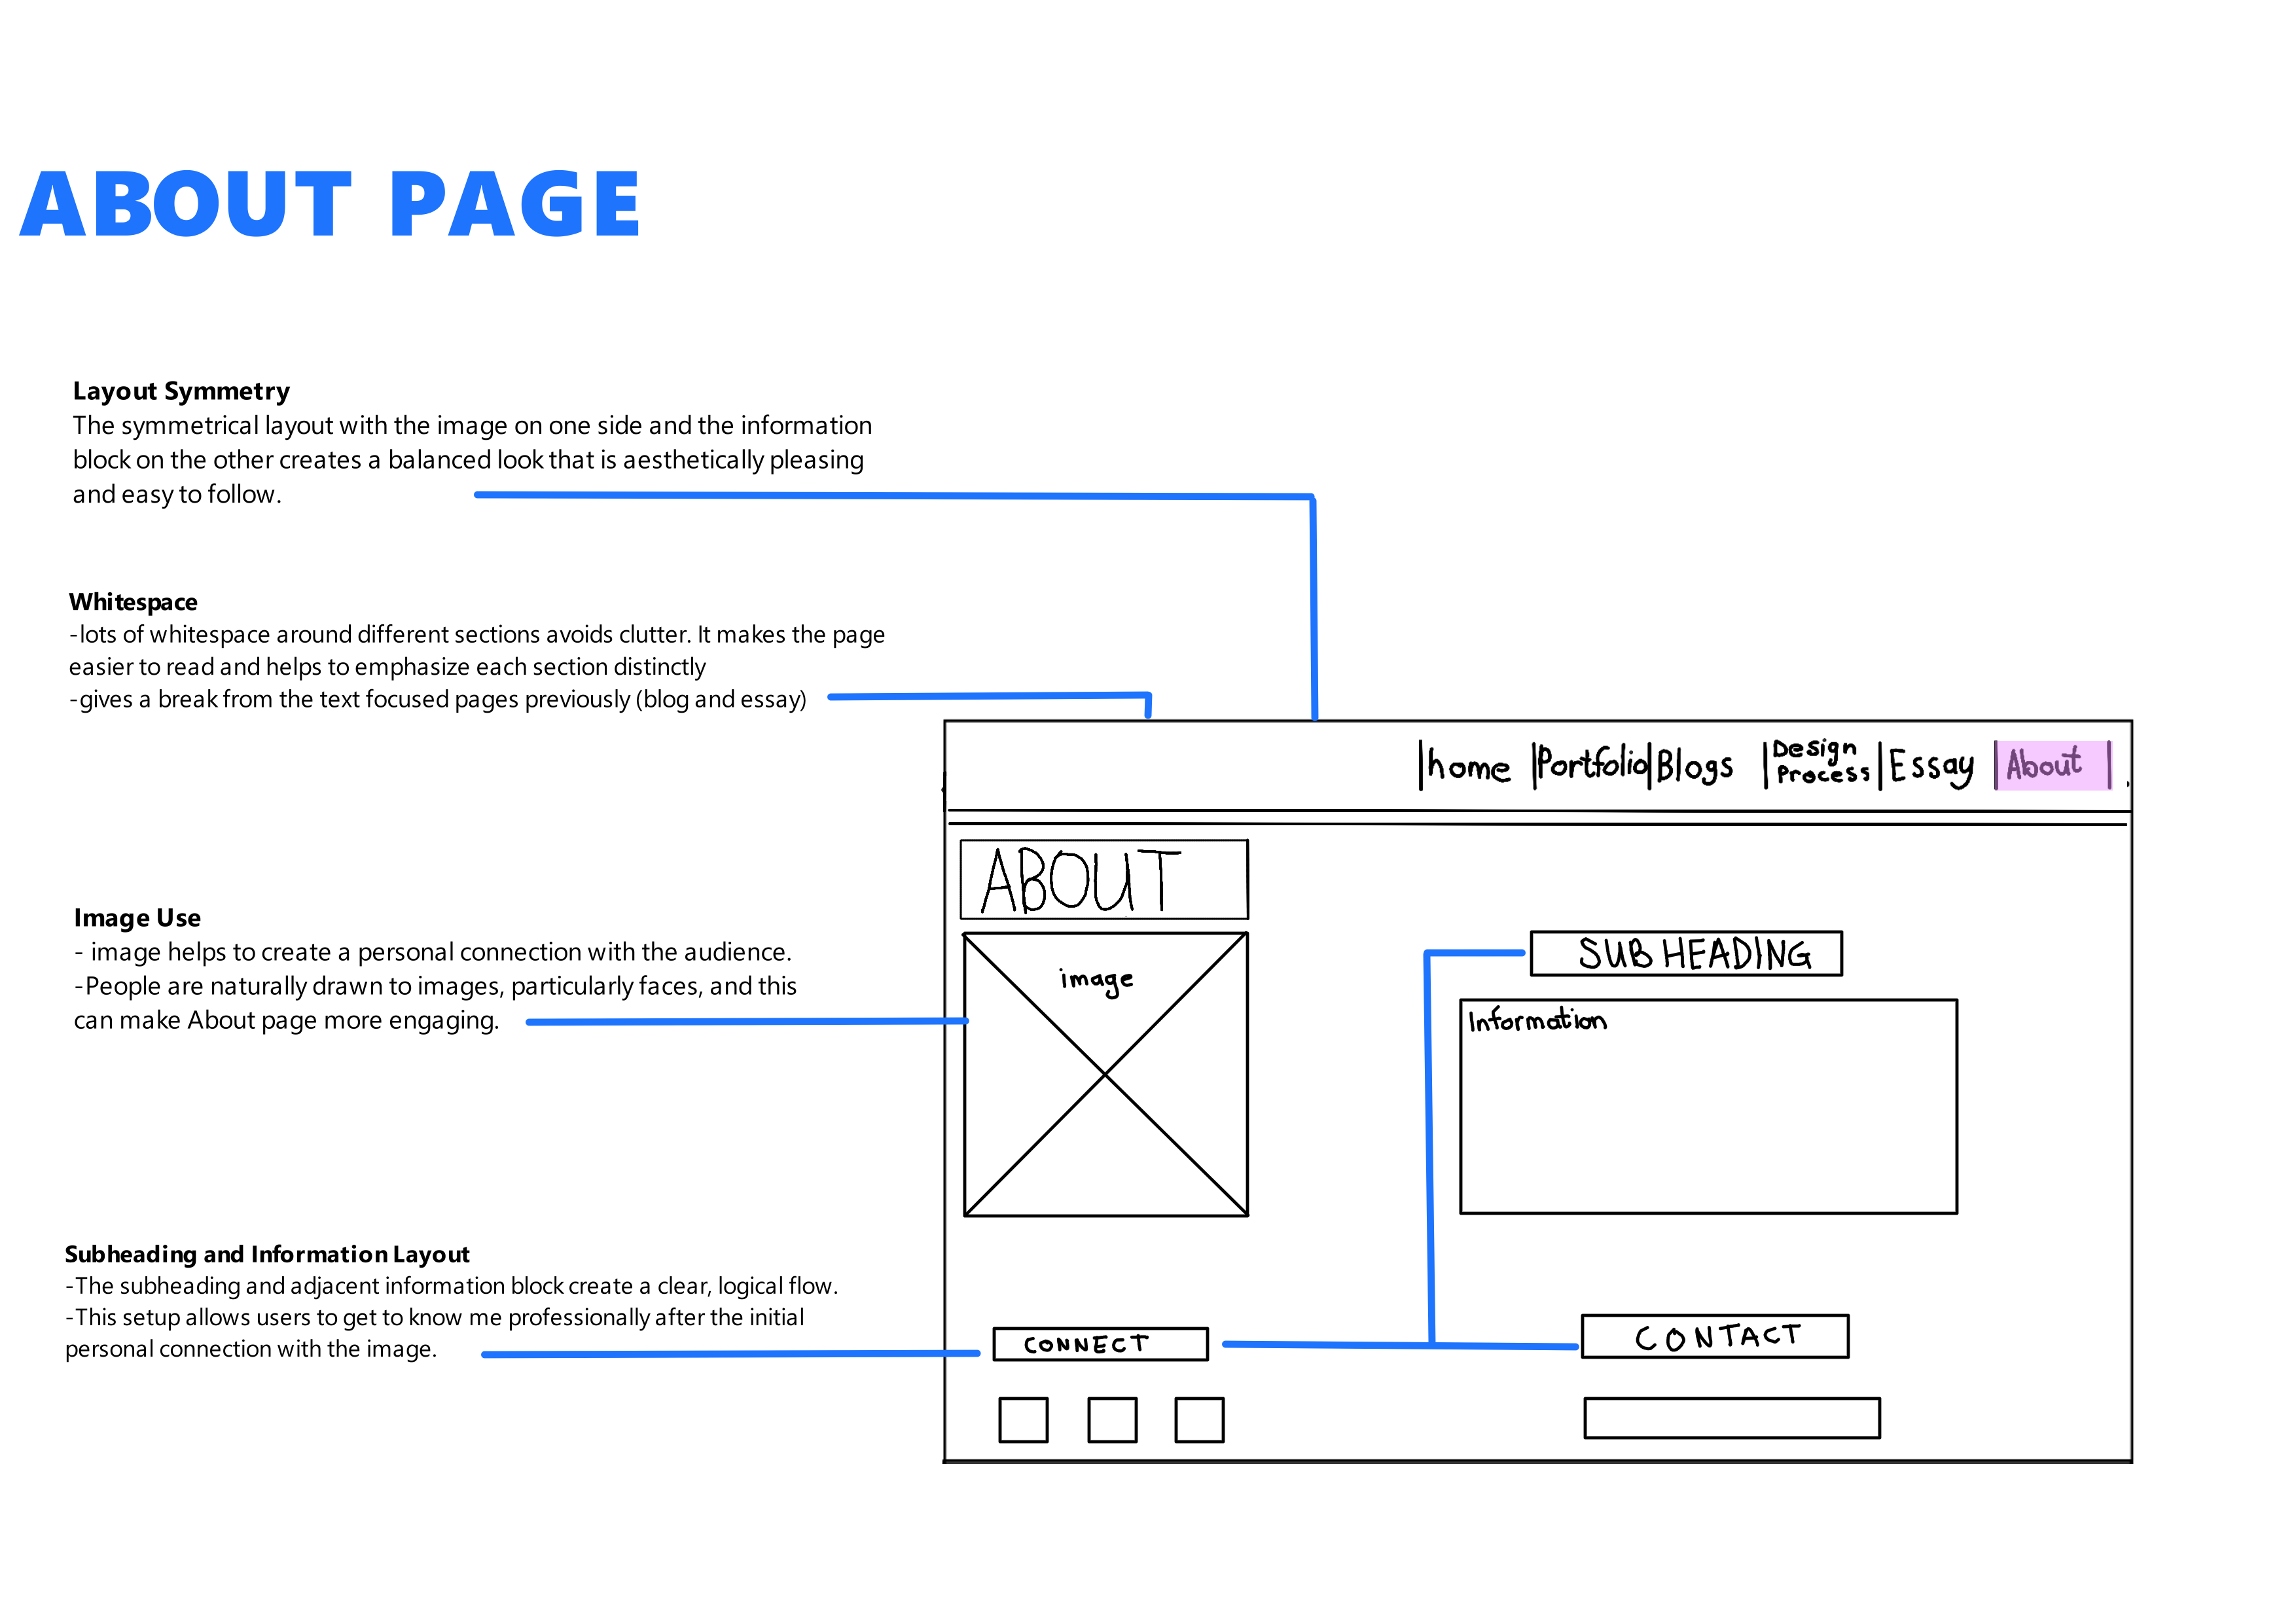 ABOUT PAGE
Layout Symmetry
The symmetrical layout with the image on one side and the information
block on the other creates a balanced look that is aesthetically pleasing
and easy to follow.
Whitespace
-lots of whitespace around different sections avoids clutter. It makes the page
easier to read and helps to emphasize each section distinctly
-gives a break from the text focused pages previously (blog and essay)
Image Use
- image helps to create a personal connection with the audience.
-People are naturally drawn to images, particularly faces, and this
can make About page more engaging.
Subheading and Information Layout
-The subheading and adjacent information block create a clear, logical flow.
-This setup allows users to get to know me professionally after the initial
personal connection with the image.
home
Portfolio
Blogs
Design
Process
Essay
About
ABOUT
image
SUBHEADING
Information
CONNECT
CONTACT